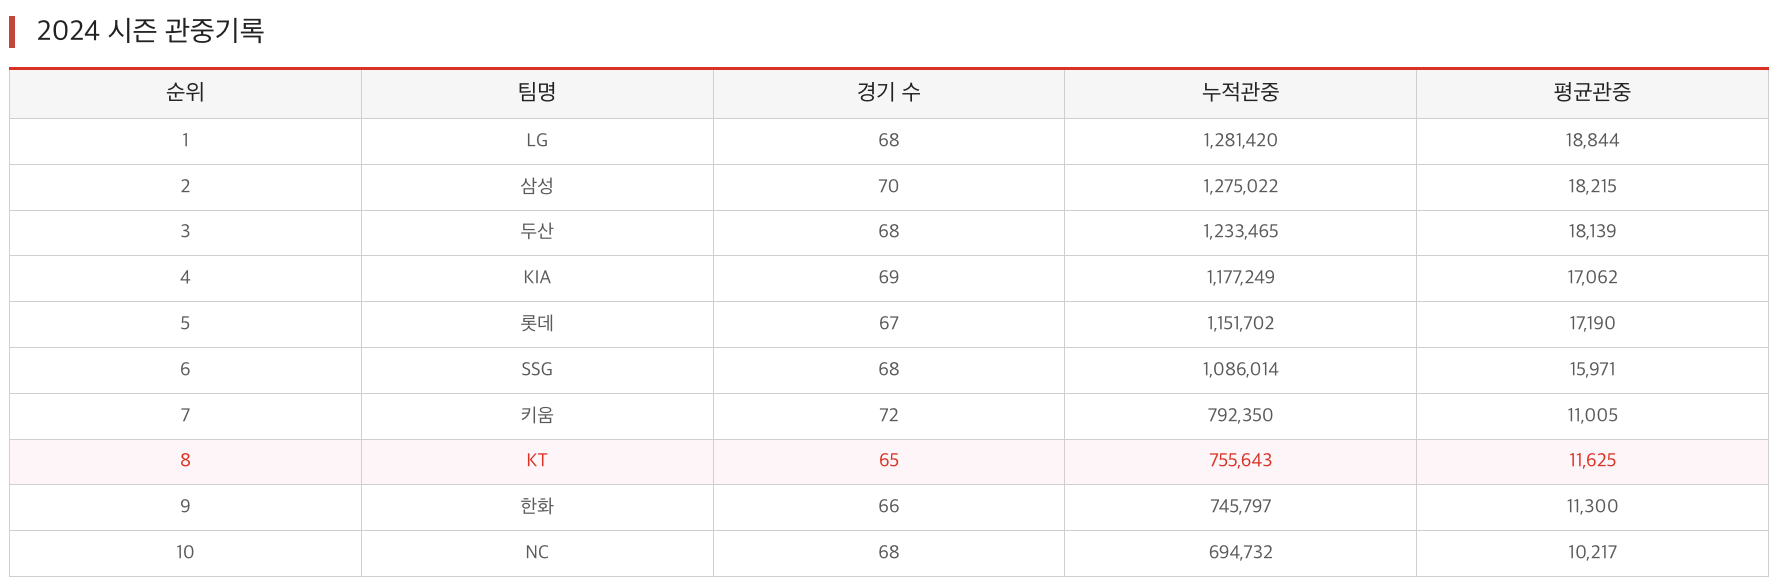 2024 시즌 관중기록
순위 팀명 경기 수 누적관중 평균관중
1 LG 68 1,281,420 18,844
2 삼성 70 1,275,022 18,215
3 두산 68 1,233,465 18,139
4 KIA 69 1,177,249 17,062
5 롯데 67 1,151,702 17,190
6 SSG 68 1,086,014 15,971
7 키움 72 792,350 11,005
8 KT 65 755,643 11,625
9 한화 66 745,797 11,300
10 NC 68 694,732 10,217